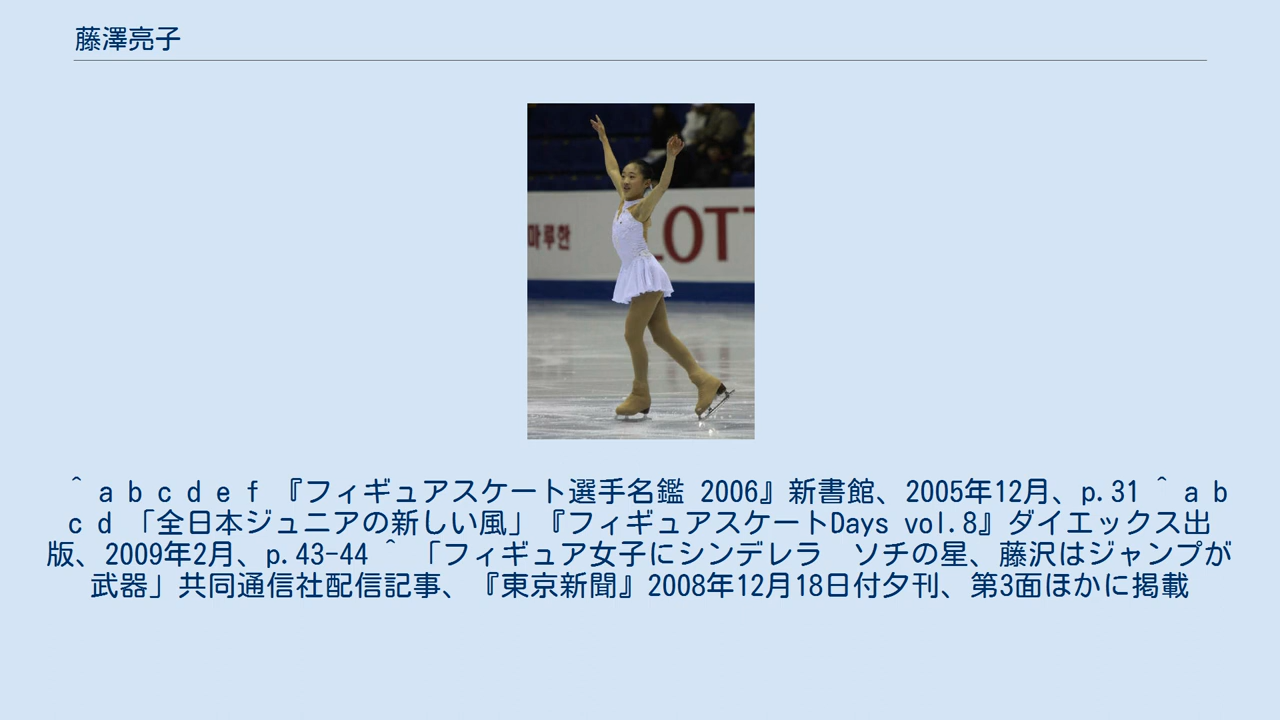 藤澤亮子
마루한
LOTT
^ a b c d e f 『フィギュアスケート選手名鑑 2006』新書館、2005年12月、p.31 ^ a b
c d 「全日本ジュニアの新しい風」『フィギュアスケートDays vol.8』ダイエックス出
版、2009年2月、p.43-44 ^ 「フィギュア女子にシンデレラ　ソチの星、藤沢はジャンプが
武器」共同通信社配信記事、『東京新聞』2008年12月18日付夕刊、第3面ほかに掲載